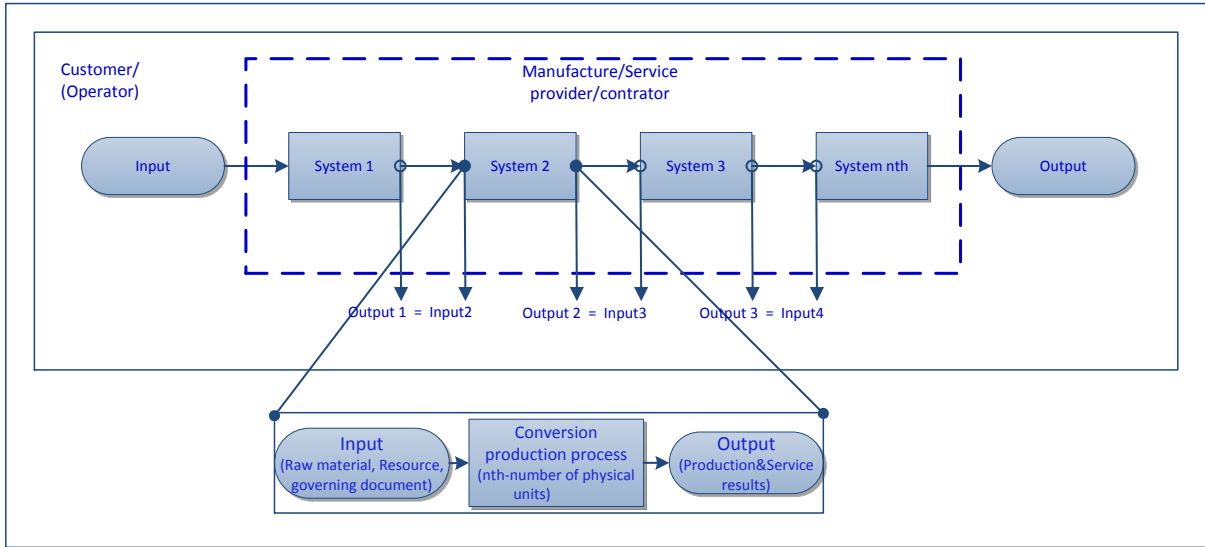 Customer/
(Operator)
Manufacture/Service
provider/contrator
Input
System 1
System 2
System 3
System nth
Output
Output 1 = Input2
Output 2 = Input3
Output 3 = Input4
Input
(Raw material, Resource,
governing document)
Conversion
production process
(nth-number of physical
units)
Output
(Production&Service
results)